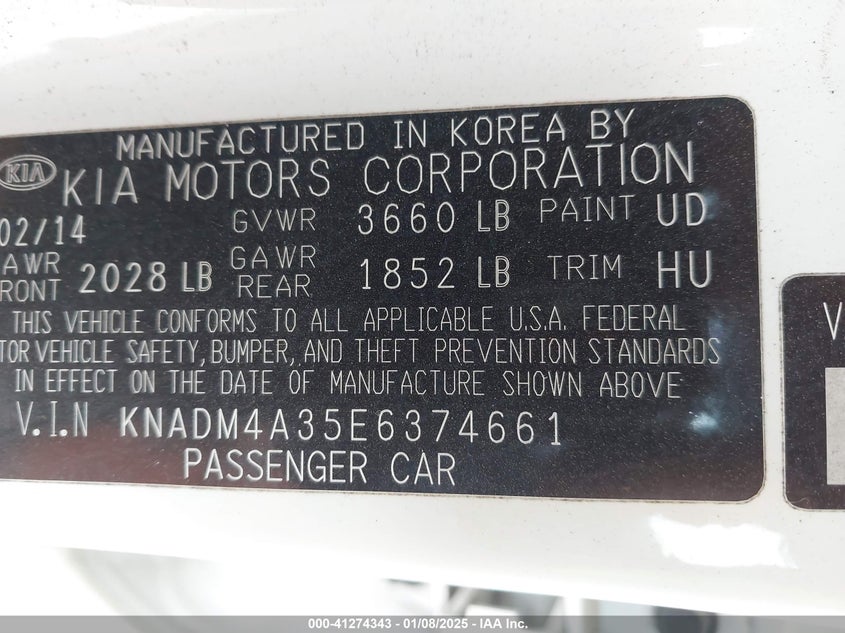 MANUFACTURED IN KOREA BY
KIA KIA MOTORS CORPORATION
02/14 GVWR 3660 LB PAINT UD
AWR FRONT 2028 LB GAWR REAR 1852 LB TRIM HU
THIS VEHICLE CONFORMS TO ALL APPLICABLE U.S.A. FEDERAL
TOR VEHICLE SAFETY, BUMPER, AND THEFT PREVENTION STANDARDS
IN EFFECT ON THE DATE OF MANUFACTURE SHOWN ABOVE
V.I.N KNADM4A35E6374661
PASSENGER CAR
V
000-41274343 - 01/08/2025 - IAA Inc.